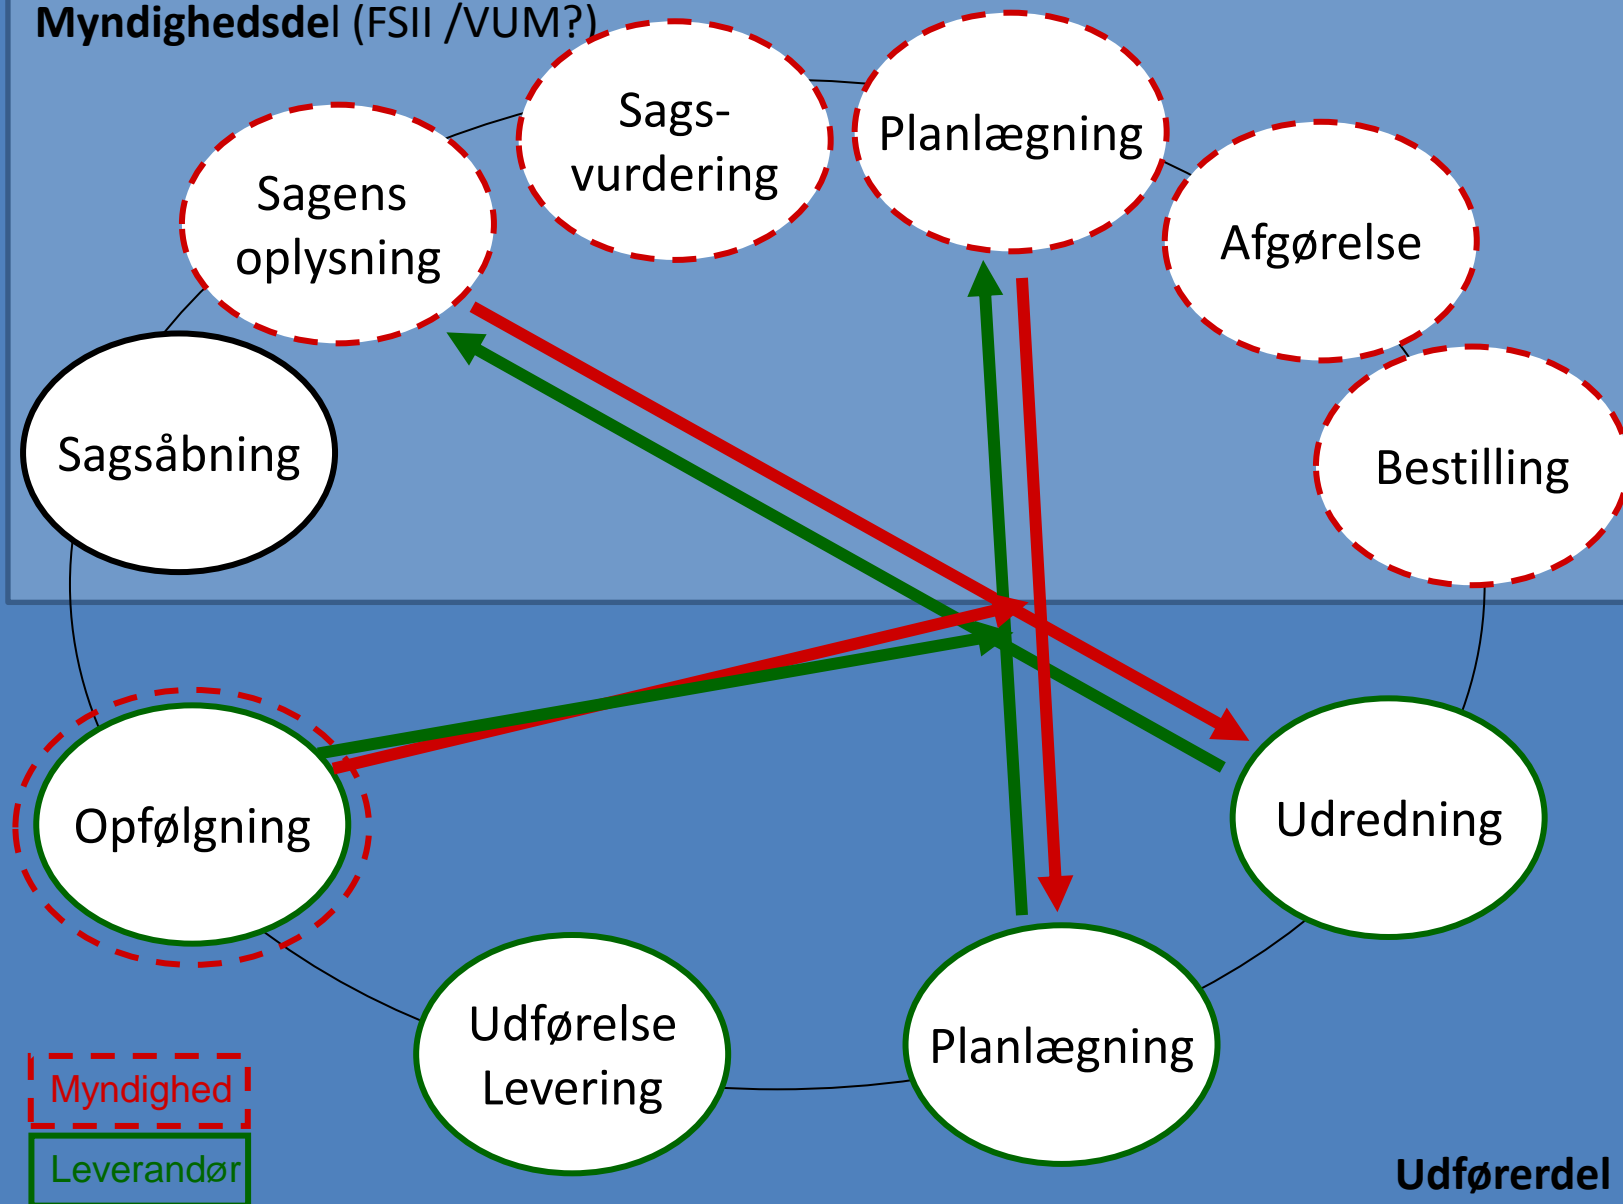 Myndighedsdel (FSII /VUM?)
Sags-
vurdering
Planlægning
Sagens
oplysning
Afgørelse
Sagsåbning
Bestilling
Opfølgning
Udredning
Udførelse
Levering
Planlægning
Myndighed
Leverandør
Udførerdel